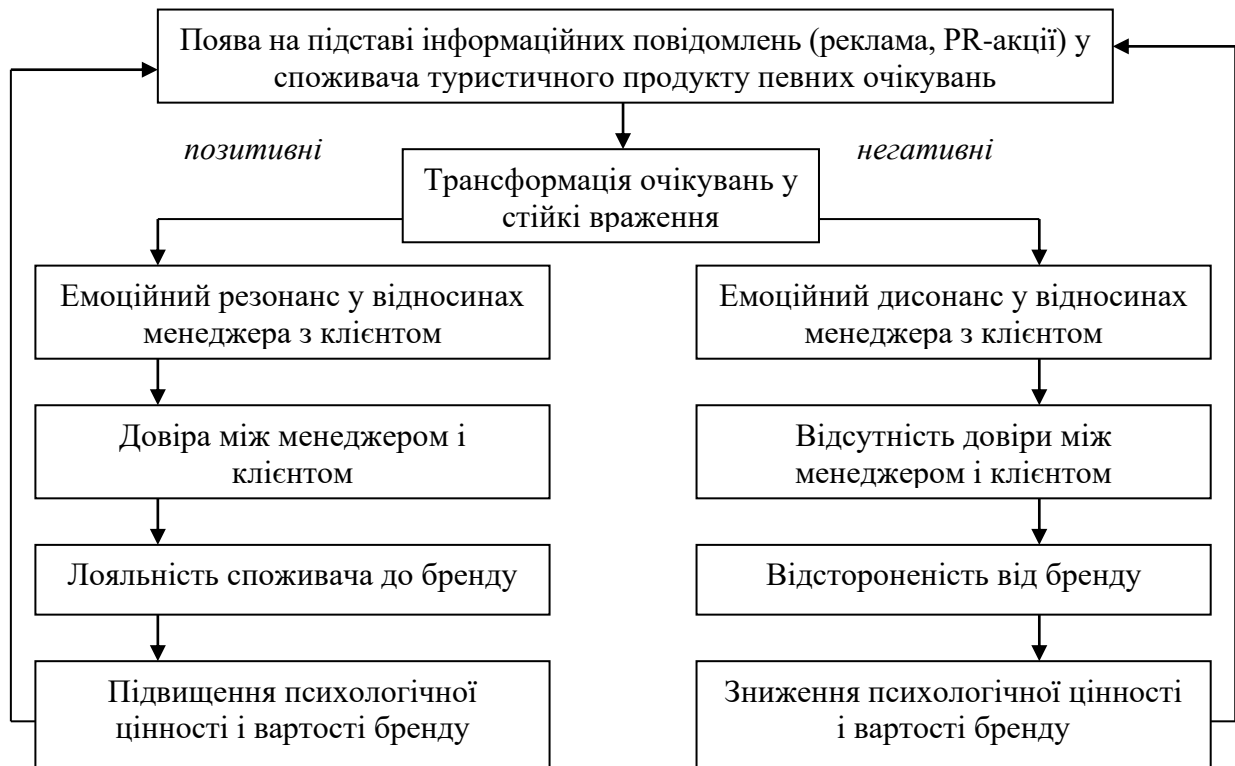 Поява на підставі інформаційних повідомлень (реклама, PR-акції) у
споживача туристичного продукту певних очікувань
позитивні
негативні
Трансформація очікувань у
стійкі враження
Емоційний резонанс у відносинах
менеджера з клієнтом
Емоційний дисонанс у відносинах
менеджера з клієнтом
Довіра між менеджером і
клієнтом
Відсутність довіри між
менеджером і клієнтом
Лояльність споживача до бренду
Відстороненість від бренду
Підвищення психологічної
цінності і вартості бренду
Зниження психологічної цінності
і вартості бренду